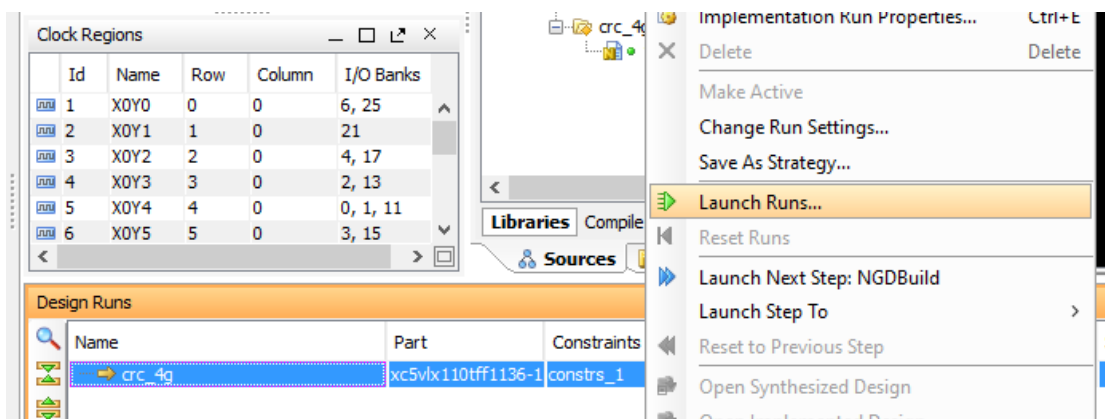 Clock Regions
Id Name Row Column I/O Banks
1 X0Y0 0 0 6, 25
2 X0Y1 1 0 21
3 X0Y2 2 0 4, 17
4 X0Y3 3 0 2, 13
5 X0Y4 4 0 0, 1, 11
6 X0Y5 5 0 3, 15
crc_4g
Libraries Compile
Sources
Implementation Run Properties... Ctrl+E
Delete Delete
Make Active
Change Run Settings...
Save As Strategy...
Launch Runs...
Reset Runs
Launch Next Step: NGDBuild
Launch Step To
Reset to Previous Step
Open Synthesized Design
Design Runs
Name Part Constraints
crc_4g xc5vlx110tff1136-1 constrs_1